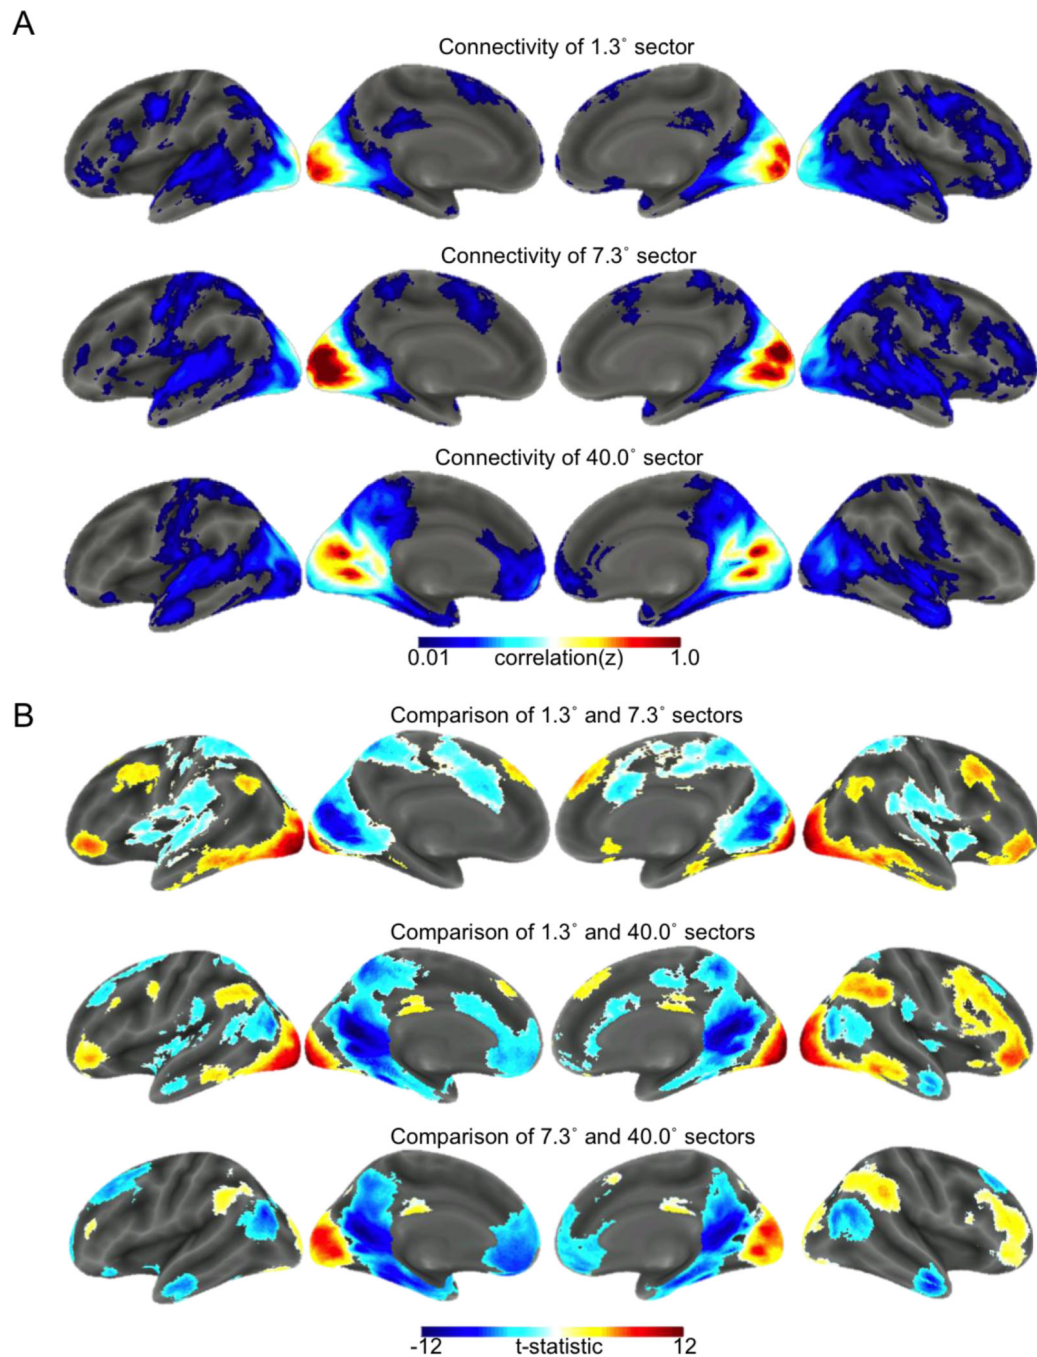 A
Connectivity of 1.3° sector
Connectivity of 7.3° sector
Connectivity of 40.0° sector
0.01 correlation(z) 1.0
B
Comparison of 1.3° and 7.3° sectors
Comparison of 1.3° and 40.0° sectors
Comparison of 7.3° and 40.0° sectors
-12 t-statistic 12